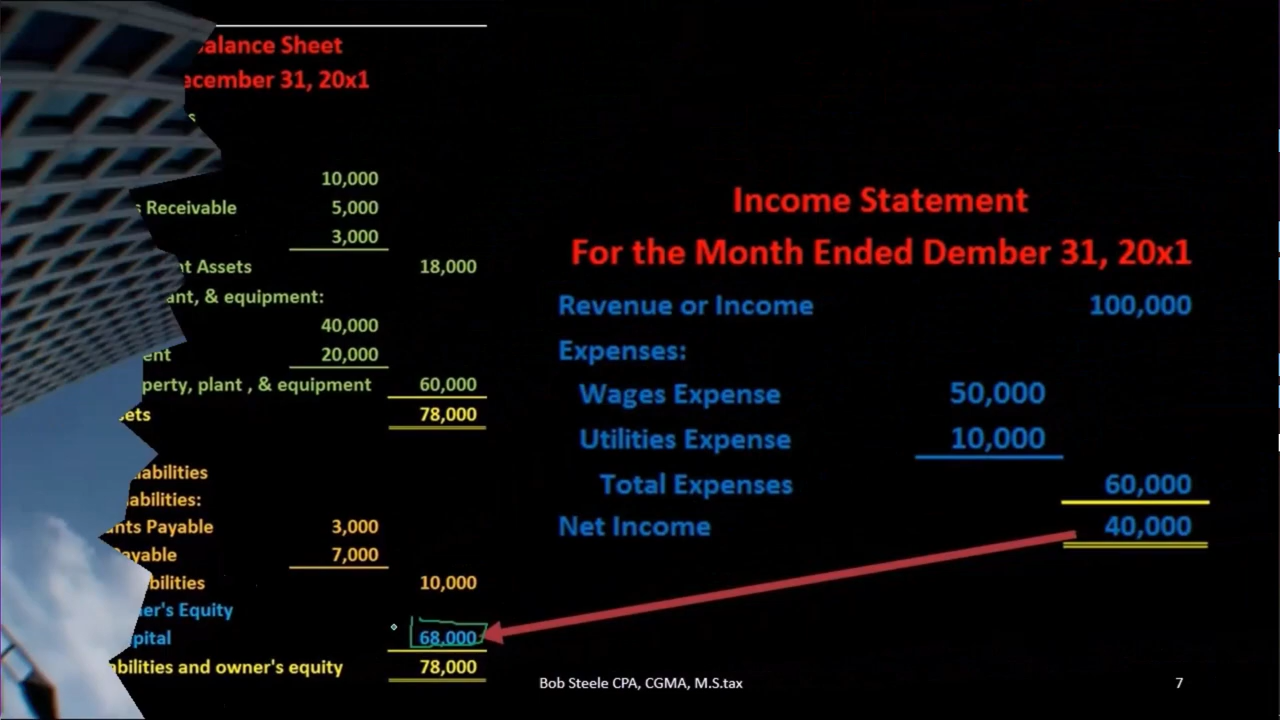 alance Sheet
ecember 31, 20x1
s
10,000
s Receivable 5,000
3,000
t Assets 18,000
ant, & equipment:
40,000
ent 20,000
perty, plant , & equipment 60,000
ets 78,000
iabilities
abilities:
nts Payable 3,000
Payable 7,000
bilities 10,000
er's Equity
pital 68,000
bilities and owner's equity 78,000
Income Statement
For the Month Ended Dember 31, 20x1
Revenue or Income 100,000
Expenses:
Wages Expense 50,000
Utilities Expense 10,000
Total Expenses 60,000
Net Income 40,000
Bob Steele CPA, CGMA, M.S.tax 7